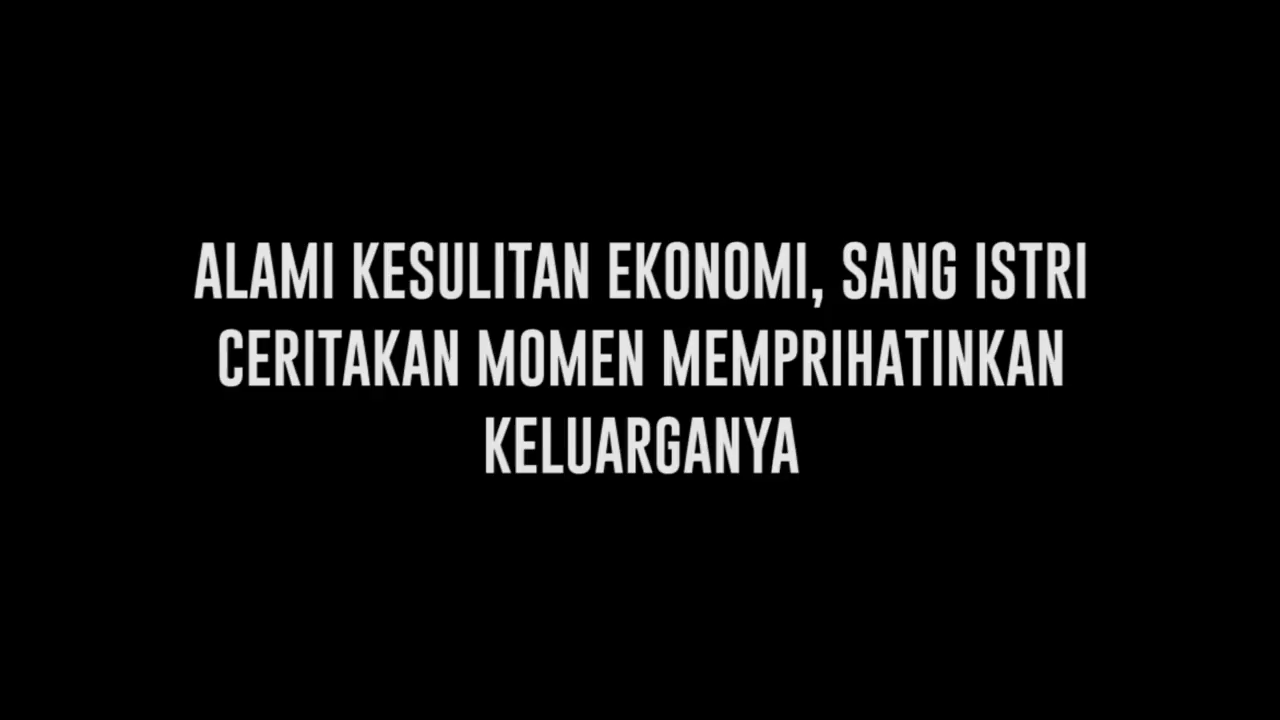 ALAMI KESULITAN EKONOMI, SANG ISTRI
CERITAKAN MOMEN MEMPRIHATINKAN
KELUARGANYA